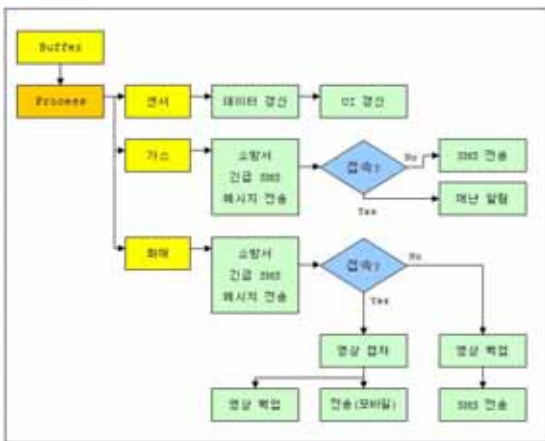 Buffer
Process
센서
데이터 갱신
UI 갱신
가스
소방서
긴급 SMS
메시지 전송
접속?
No
SMS 전송
Yes
재난 알림
화재
소방서
긴급 SMS
메시지 전송
접속?
No
Yes
영상 캡처
영상 백업
영상 백업
전송(모바일)
SMS 전송